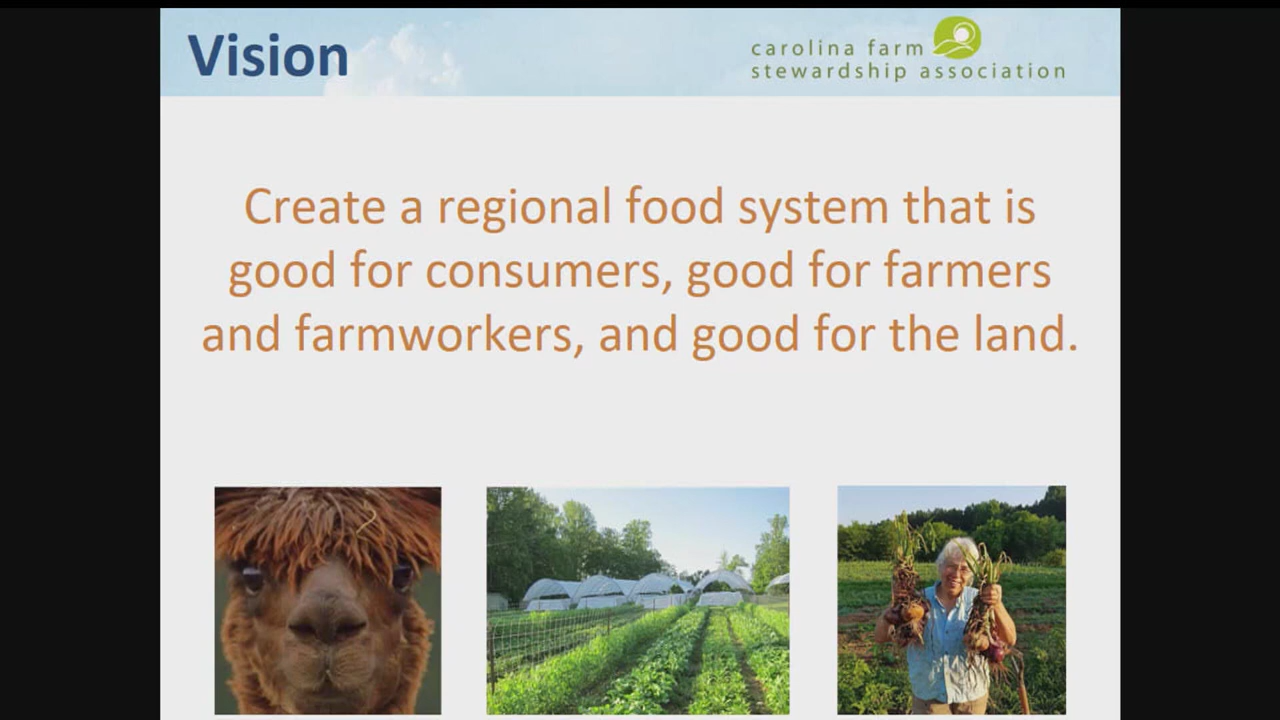 Vision
carolina farm
stewardship association
Create a regional food system that is
good for consumers, good for farmers
and farmworkers, and good for the land.